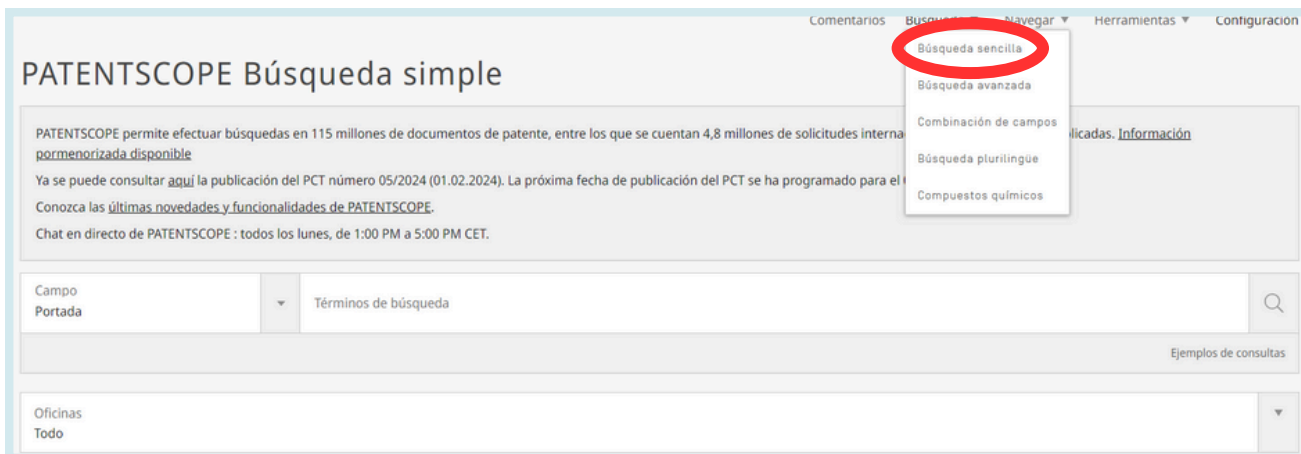 Comentarios Búsqueda Navegar Herramientas Configuración
PATENTSCOPE Búsqueda simple
Búsqueda sencilla
Búsqueda avanzada
Combinación de campos
Búsqueda plurilingüe
Compuestos químicos
PATENTSCOPE permite efectuar búsquedas en 115 millones de documentos de patente, entre los que se cuentan 4,8 millones de solicitudes interna licadas. Información
pormenorizada disponible
Ya se puede consultar aquí la publicación del PCT número 05/2024 (01.02.2024). La próxima fecha de publicación del PCT se ha programado para el
Conozca las últimas novedades y funcionalidades de PATENTSCOPE.
Chat en directo de PATENTSCOPE : todos los lunes, de 1:00 PM a 5:00 PM CET.
Campo
Portada
Términos de búsqueda
Ejemplos de consultas
Oficinas
Todo